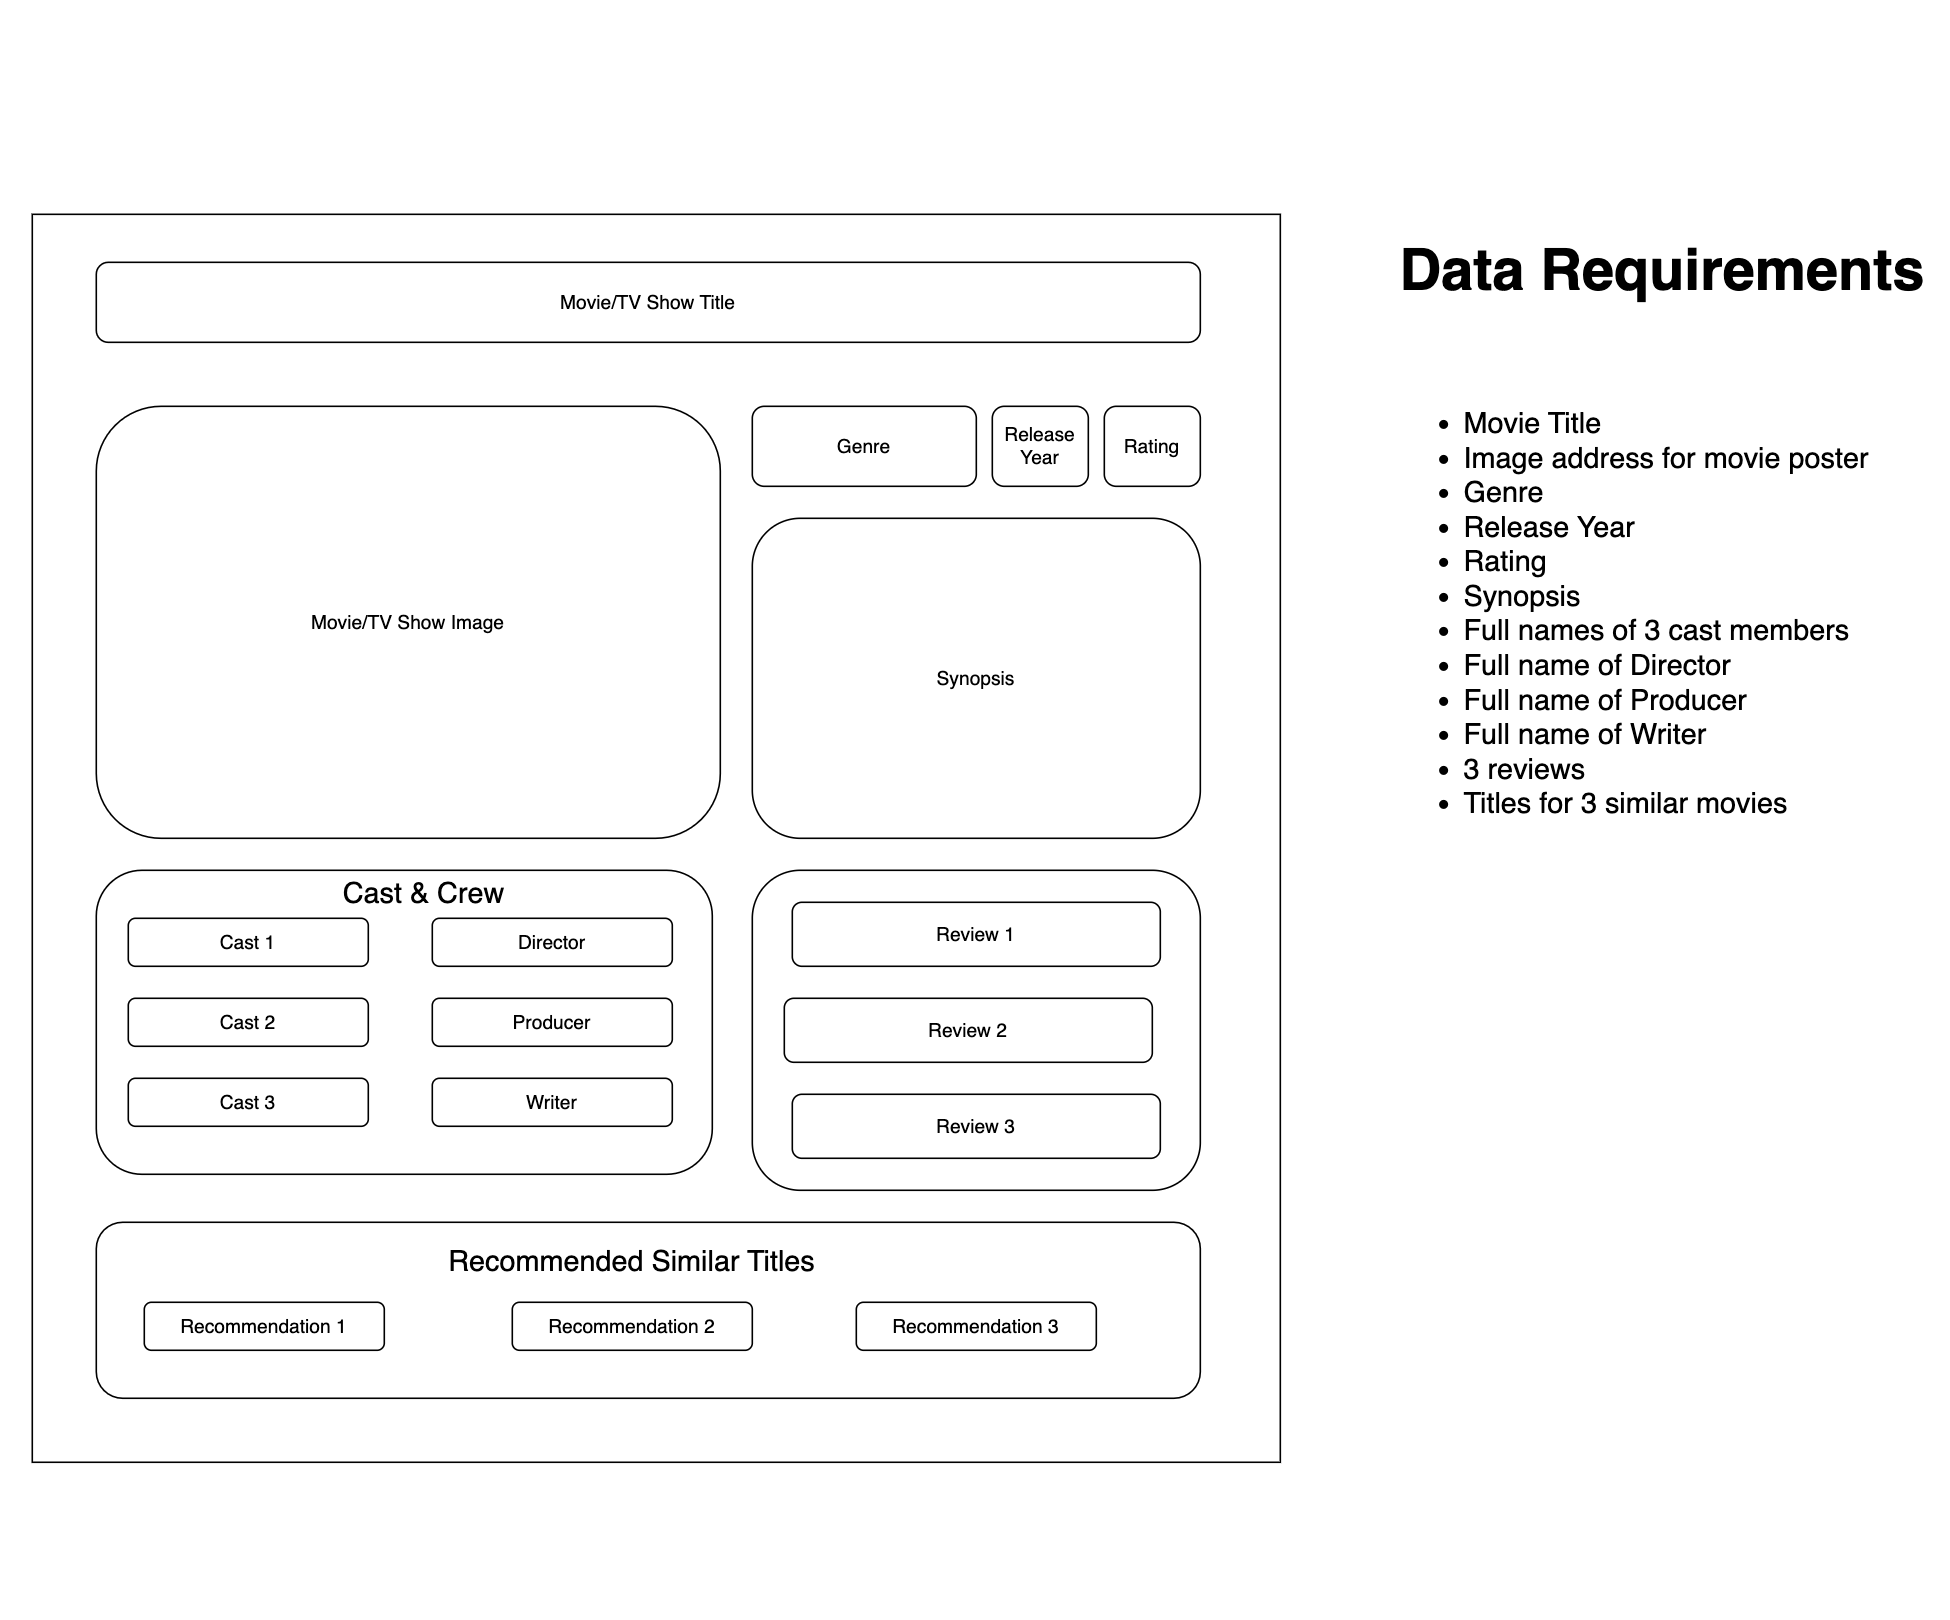 Movie/TV Show Title
Movie/TV Show Image
Genre
Release
Year
Rating
Synopsis
Cast & Crew
Cast 1
Director
Cast 2
Producer
Cast 3
Writer
Review 1
Review 2
Review 3
Recommended Similar Titles
Recommendation 1
Recommendation 2
Recommendation 3
Data Requirements
• Movie Title
• Image address for movie poster
• Genre
• Release Year
• Rating
• Synopsis
• Full names of 3 cast members
• Full name of Director
• Full name of Producer
• Full name of Writer
• 3 reviews
• Titles for 3 similar movies